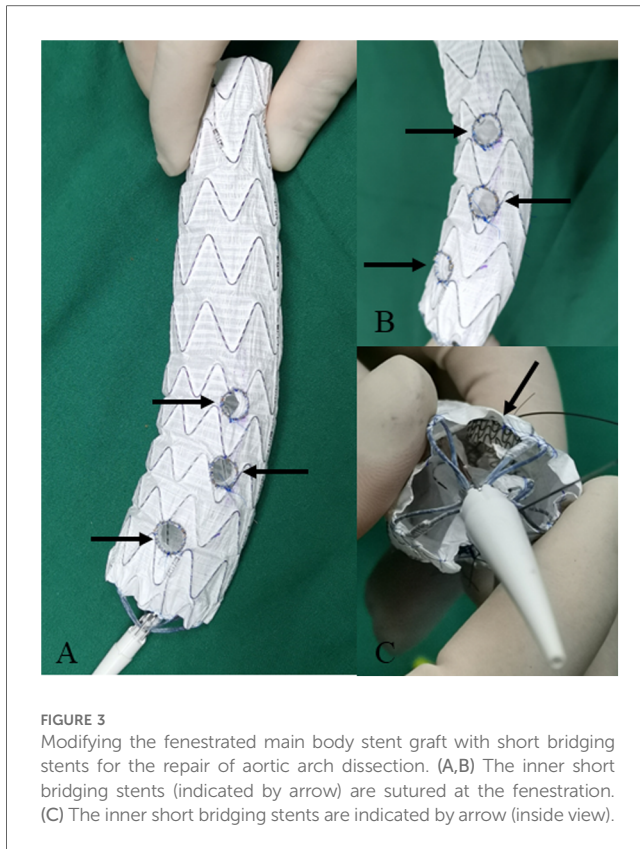 B
A
C
FIGURE 3
Modifying the fenestrated main body stent graft with short bridging
stents for the repair of aortic arch dissection. (A,B) The inner short
bridging stents (indicated by arrow) are sutured at the fenestration.
(C) The inner short bridging stents are indicated by arrow (inside view).